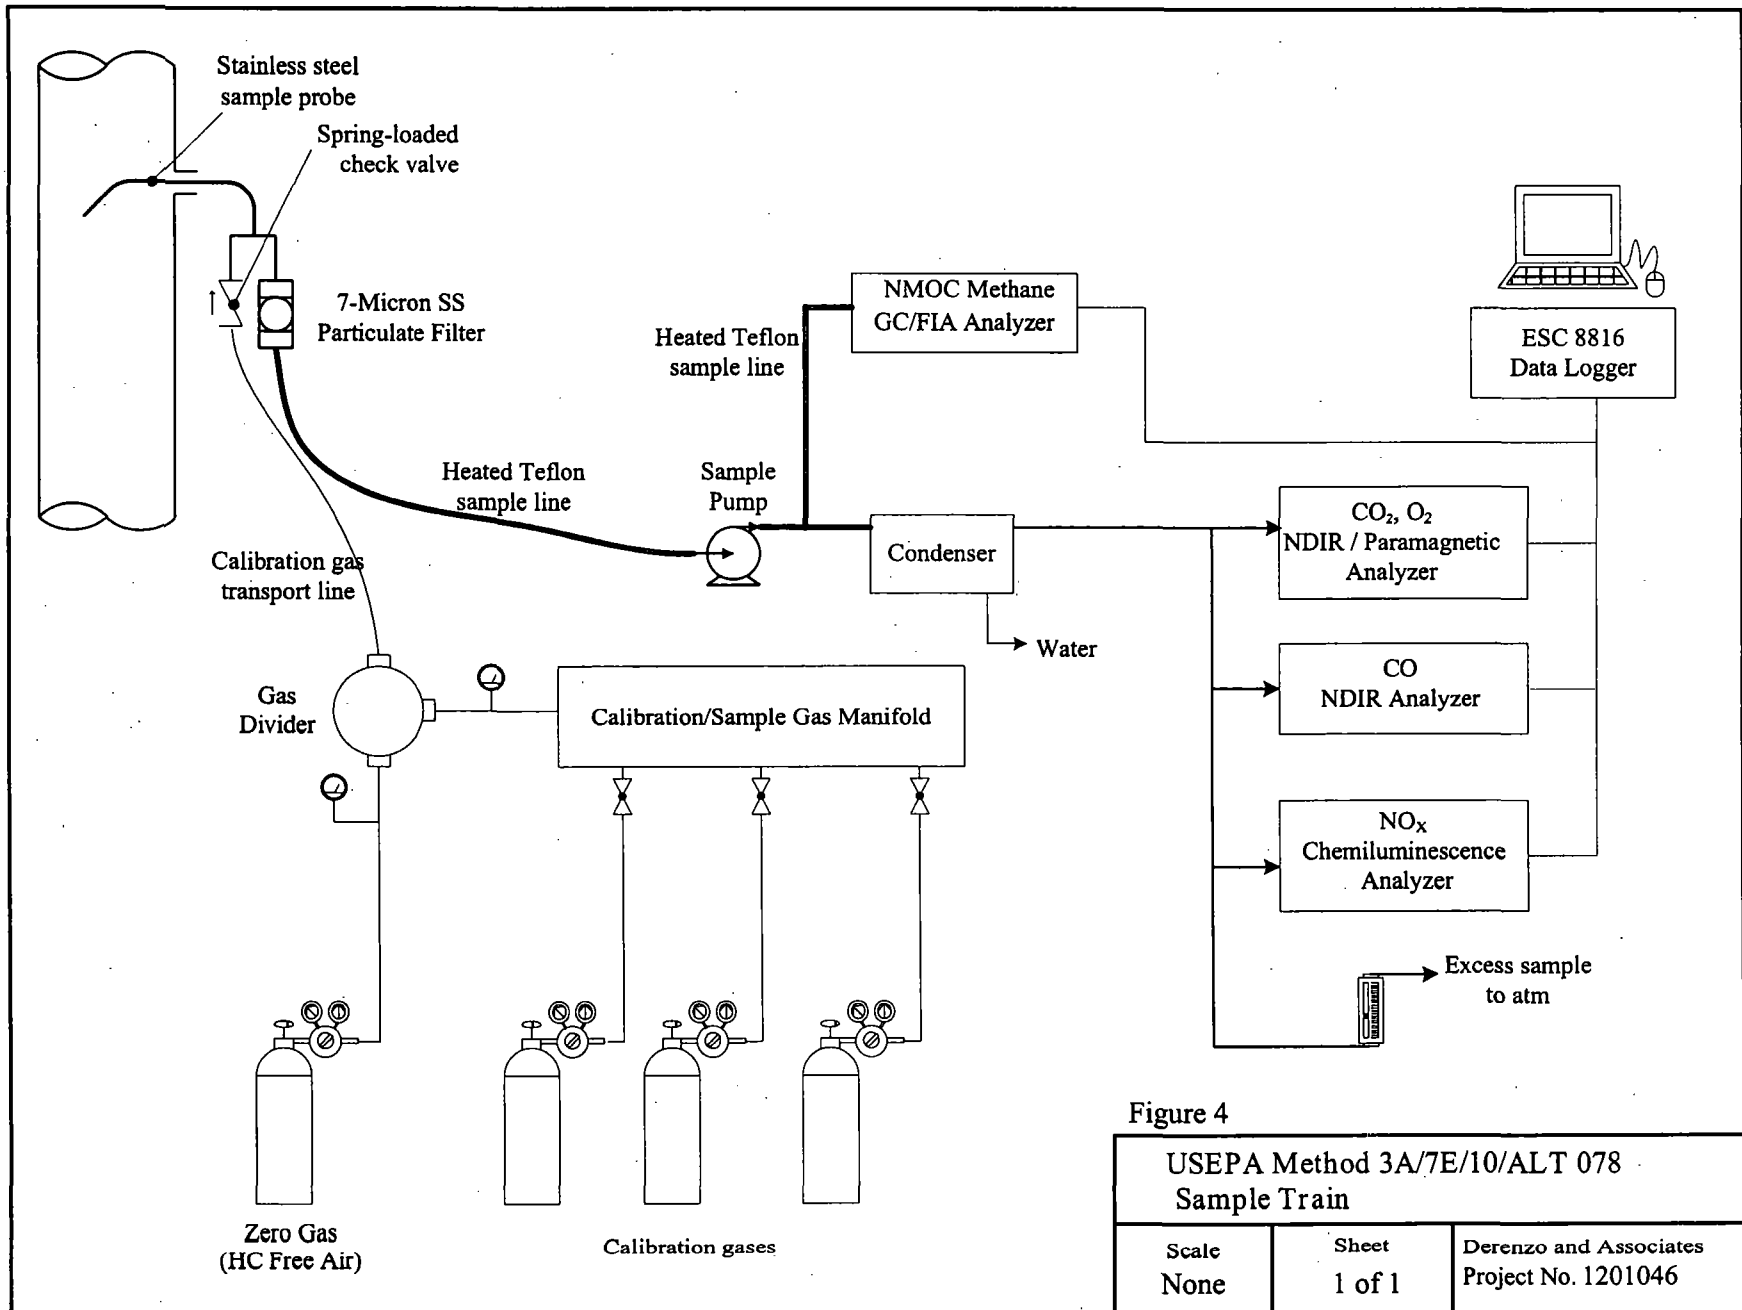 Stainless steel
sample probe
Spring-loaded
check valve
7-Micron SS
Particulate Filter
NMOC Methane
GC/FIA Analyzer
Heated Teflon
sample line
ESC 8816
Data Logger
Heated Teflon
sample line
Sample
Pump
Condenser
CO₂, O₂
NDIR / Paramagnetic
Analyzer
Calibration gas
transport line
Water
Gas
Divider
Calibration/Sample Gas Manifold
CO
NDIR Analyzer
NOX
Chemiluminescence
Analyzer
Excess sample
to atm
Zero Gas
(HC Free Air)
Calibration gases
Figure 4
USEPA Method 3A/7E/10/ALT 078
Sample Train
Scale
None
Sheet
1 of 1
Derenzo and Associates
Project No. 1201046